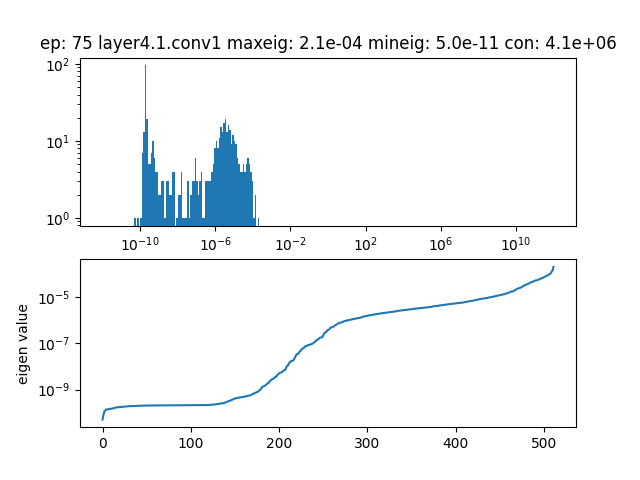 ep: 75 layer4.1.conv1 maxeig: 2.1e-04 mineig: 5.0e-11 con: 4.1e+06
10²
10¹
10⁰
10⁻¹⁰ 10⁻⁶ 10⁻² 10² 10⁶ 10¹⁰
eigen value
10⁻⁵
10⁻⁷
10⁻⁹
0 100 200 300 400 500